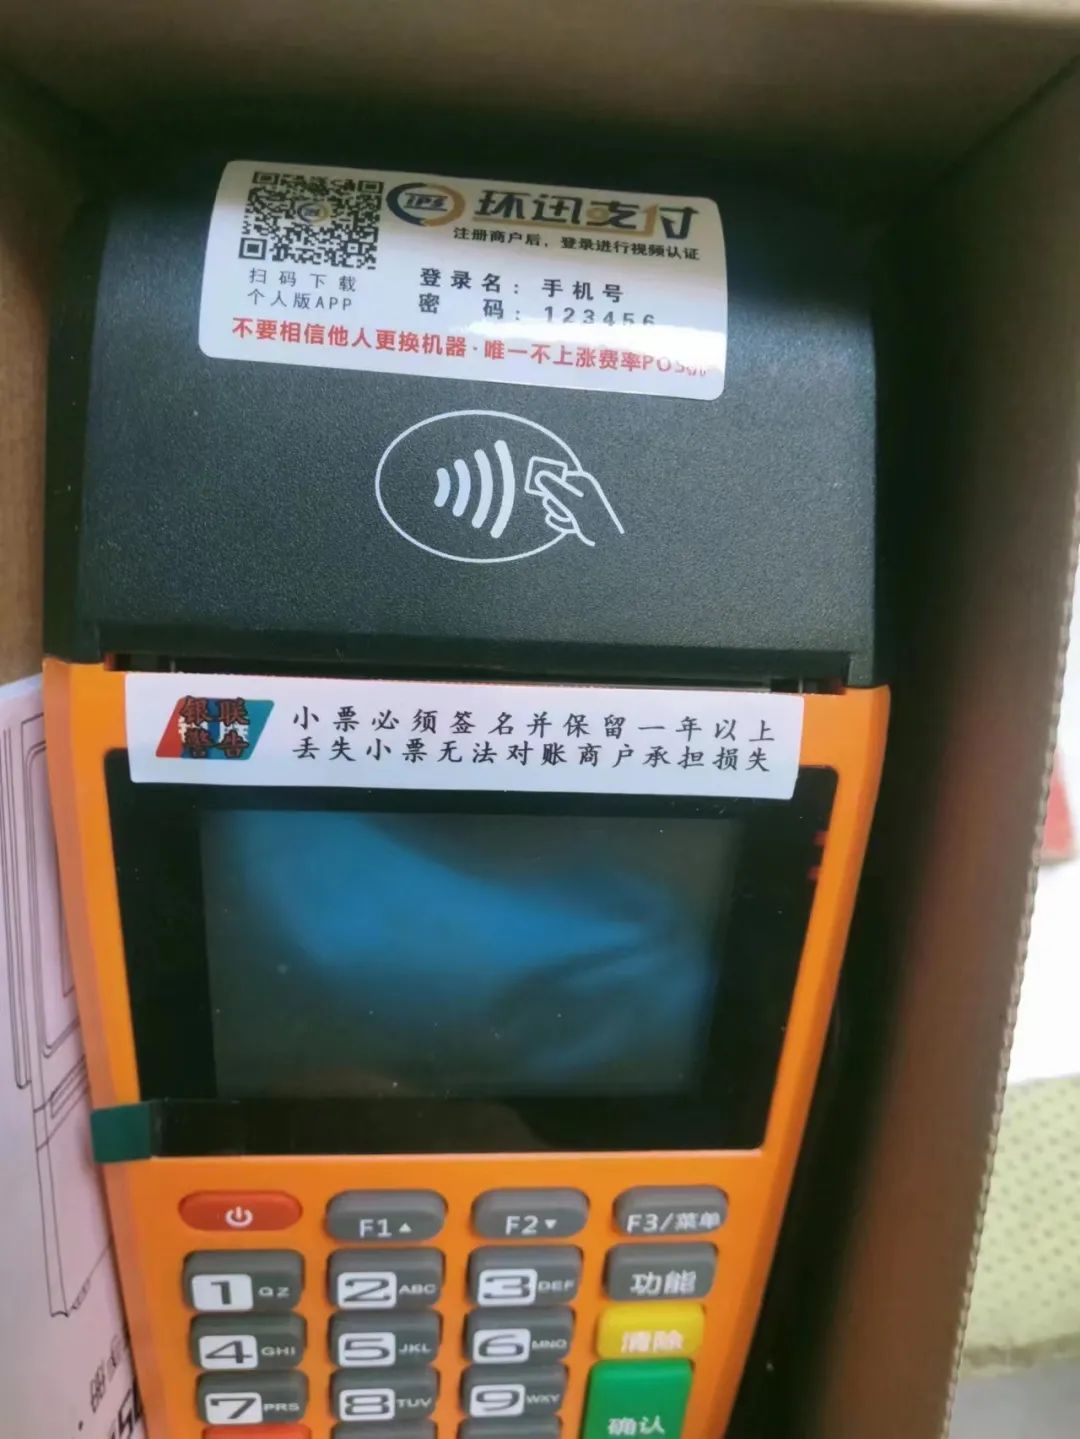 IPS 环迅支付
注册商户后，登录进行视频认证
扫码下载
个人版APP
登录名：手机号
密 码：123456
不要相信他人更换机器·唯一不上涨费率POS机
银联
警告
小票必须签名并保留一年以上
丢失小票无法对账商户承担损失
F1▲ F2▼ F3/菜单
1 QZ 2 ABC 3 DEF 功能
4 GHI 5 JKL 6 MNO 清除
7 PRS 8 TUV 9 WXY 确认